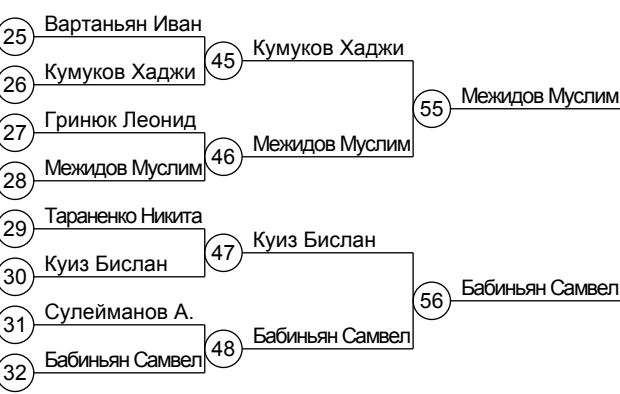 25 Вартаньян Иван
26 Кумуков Хаджи
27 Гринюк Леонид
28 Межидов Муслим
29 Тараненко Никита
30 Куиз Бислан
31 Сулейманов А.
32 Бабиньян Самвел
45 Кумуков Хаджи
46 Межидов Муслим
47 Куиз Бислан
48 Бабиньян Самвел
55 Межидов Муслим
56 Бабиньян Самвел